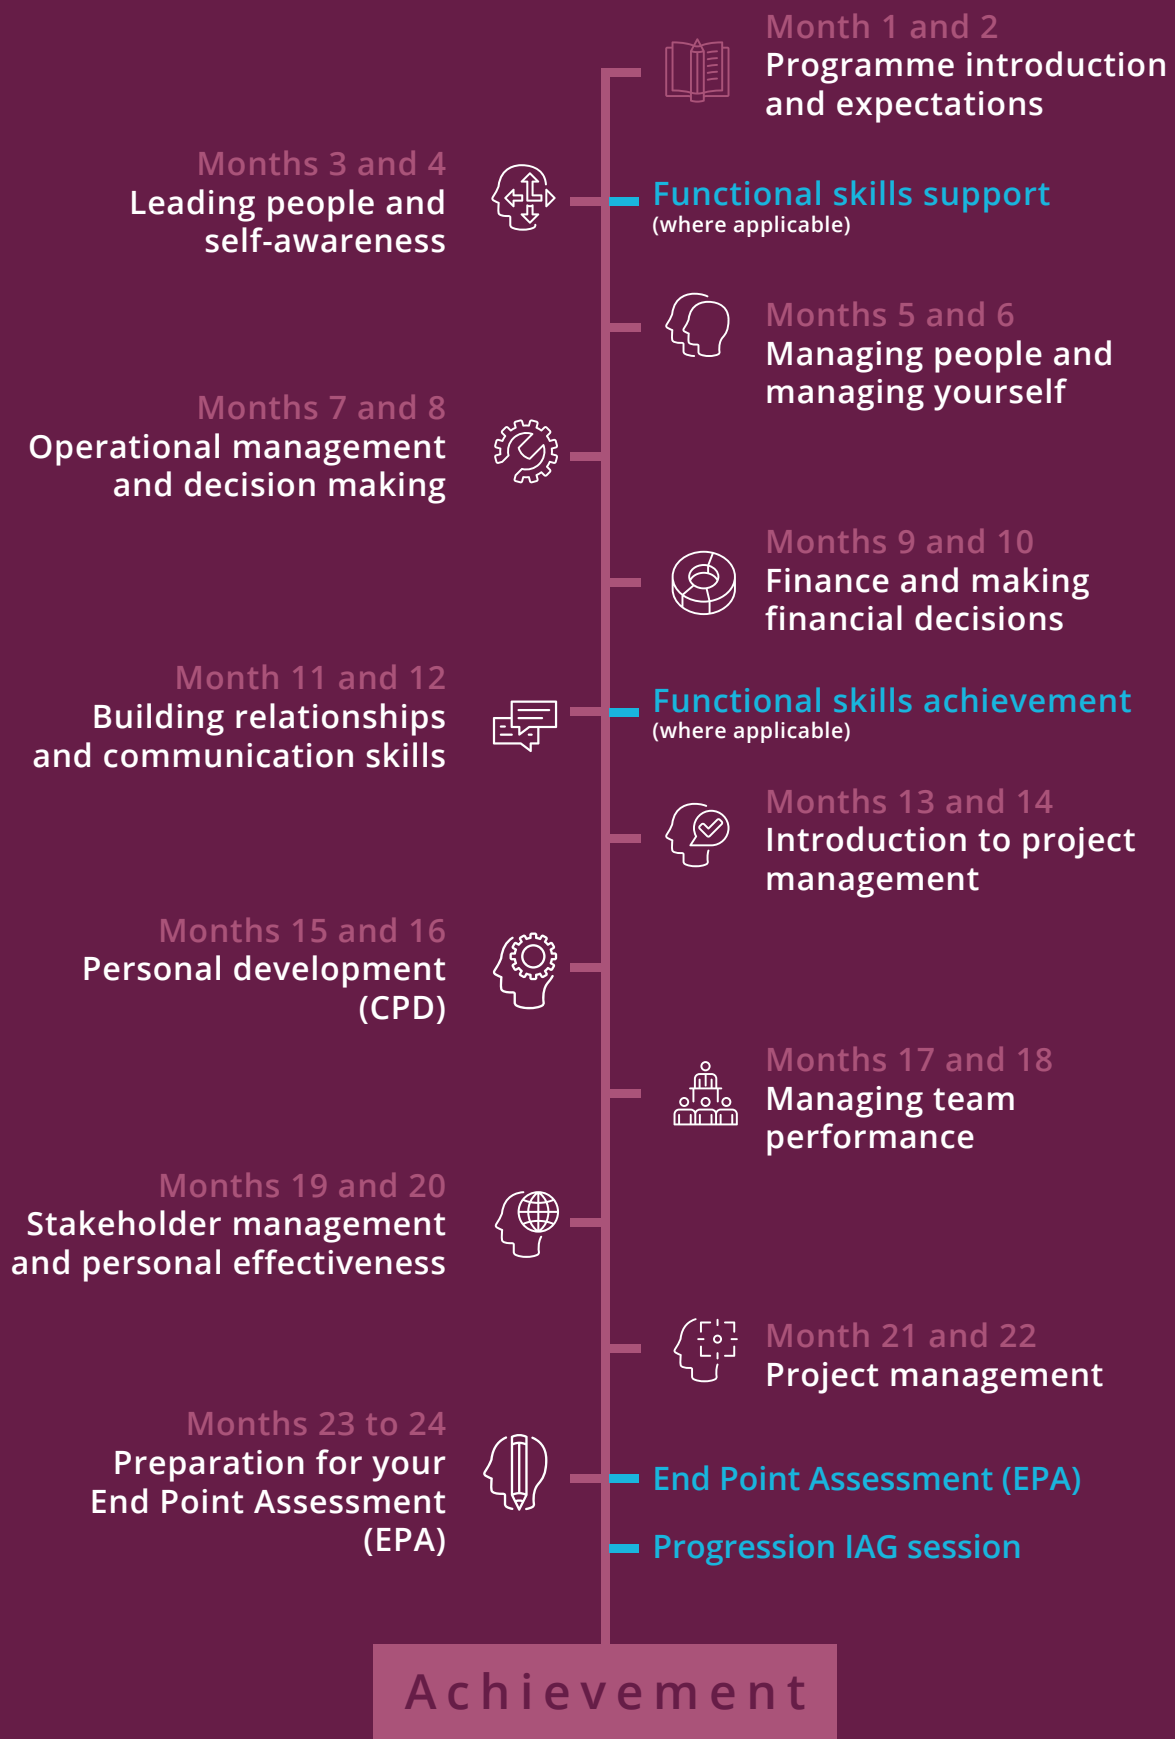 Month 1 and 2
Programme introduction
and expectations
Months 3 and 4
Leading people and
self-awareness
Functional skills support
(where applicable)
Months 5 and 6
Managing people and
managing yourself
Months 7 and 8
Operational management
and decision making
Months 9 and 10
Finance and making
financial decisions
Month 11 and 12
Building relationships
and communication skills
Functional skills achievement
(where applicable)
Months 13 and 14
Introduction to project
management
Months 15 and 16
Personal development
(CPD)
Months 17 and 18
Managing team
performance
Months 19 and 20
Stakeholder management
and personal effectiveness
Month 21 and 22
Project management
Months 23 to 24
Preparation for your
End Point Assessment
(EPA)
End Point Assessment (EPA)
Progression IAG session
Achievement